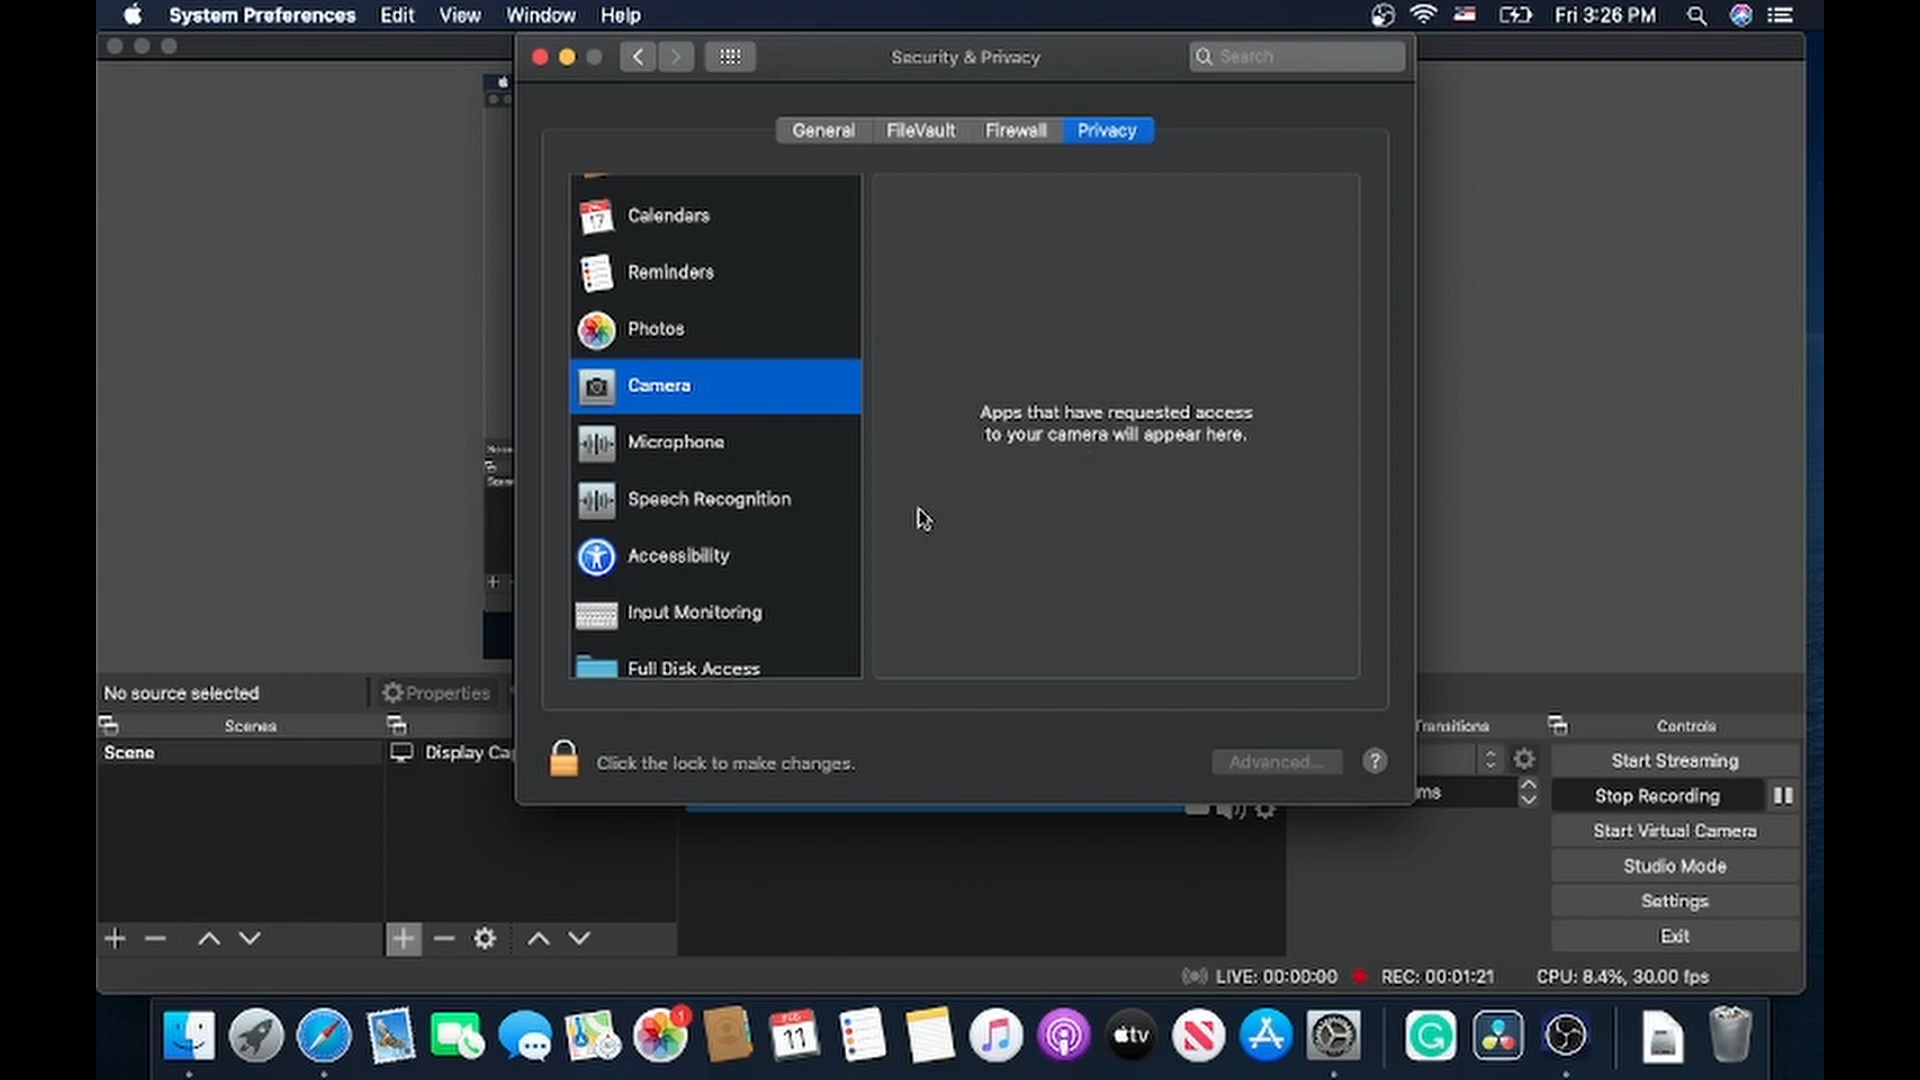 System Preferences Edit View Window Help
Fri 3:26 PM
Security & Privacy
Search
General FileVault Firewall Privacy
17
Calendars
Reminders
Photos
Camera
Microphone
Speech Recognition
Accessibility
Input Monitoring
Full Disk Access
Apps that have requested access
to your camera will appear here.
Click the lock to make changes.
Advanced...
?
No source selected
Properties
Scenes
Scene
Display Cap
Transitions
ms
Controls
Start Streaming
Stop Recording
Start Virtual Camera
Studio Mode
Settings
Exit
LIVE: 00:00:00 REC: 00:01:21 CPU: 8.4%, 30.00 fps
1
11
tv